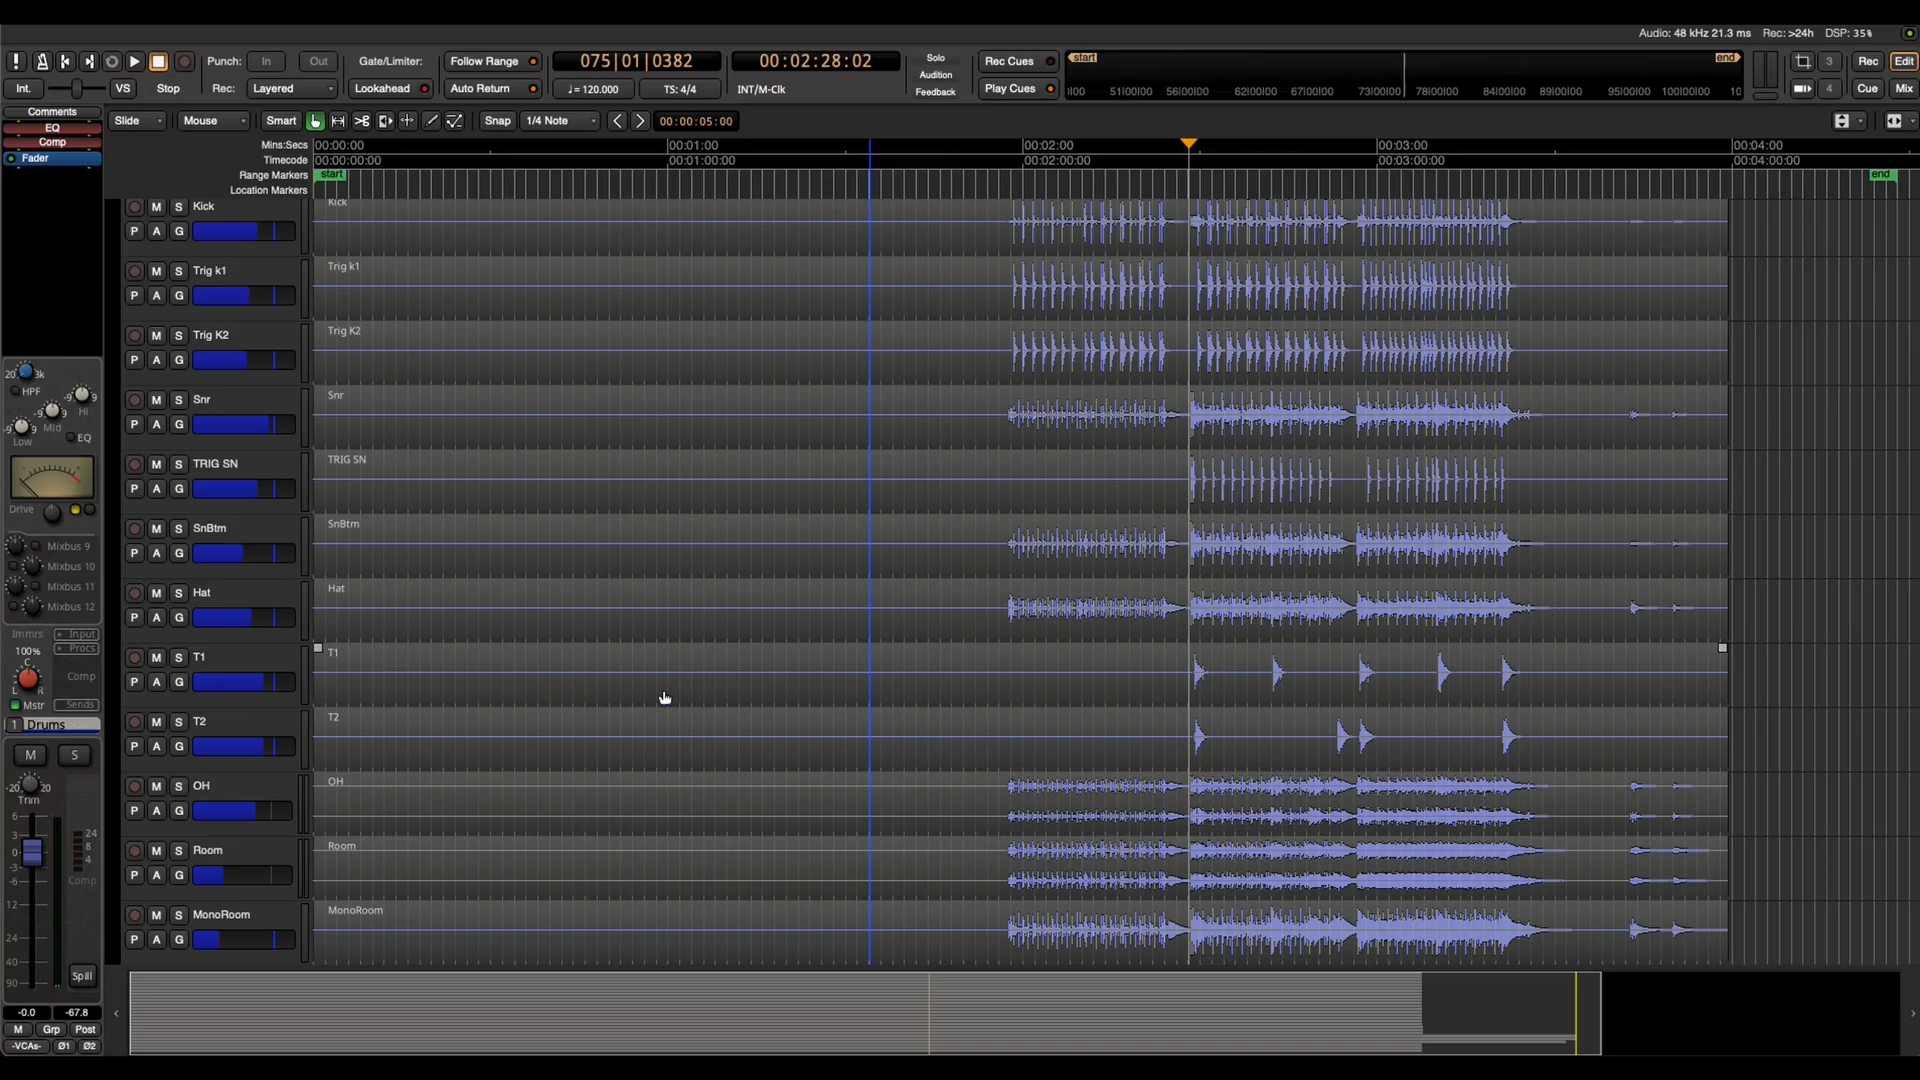 Audio: 48 kHz 21.3 ms Rec: >24h DSP: 35%
Punch: In Out Gate/Limiter: Follow Range 075|01|0382 00:02:28:02 Solo Rec Cues start end 3 Rec Edit
Audition
Int. VS Stop Rec: Layered Lookahead Auto Return ♩= 120.000 TS: 4/4 INT/M-Clk Feedback Play Cues 51|00|00 56|00|00 62|00|00 67|00|00 73|00|00 78|00|00 84|00|00 89|00|00 95|00|00 100|00|00 10 4 Cue Mix
Comments
Slide Mouse Smart Snap 1/4 Note 00:00:05:00
EQ
Comp
Fader
Mins:Secs 00:00:00 00:01:00 00:02:00 00:03:00 00:04:00
Timecode 00:00:00:00 00:01:00:00 00:02:00:00 00:03:00:00 00:04:00:00
Range Markers start end
Location Markers
M S Kick Kick
P A G
M S Trig k1 Trig k1
P A G
M S Trig K2 Trig K2
P A G
20 3k
HPF
-9 9 Hi
-9 9 Mid
-9 9 Low EQ
M S Snr Snr
P A G
M S TRIG SN TRIG SN
P A G
Drive
M S SnBtm SnBtm
P A G
Mixbus 9
Mixbus 10
Mixbus 11
Mixbus 12
M S Hat Hat
P A G
Immrs Input
100% Procs
C
L R Comp
Mstr Sends
1 Drums
M S T1 T1
P A G
M S T2 T2
P A G
M S
-20 20
Trim
M S OH OH
P A G
6
3
0
-3
-6
12
24
40
90
24
8
4
Comp
M S Room Room
P A G
M S MonoRoom MonoRoom
P A G
Spill
-0.0 -67.8
M Grp Post
-VCAs- Ø1 Ø2